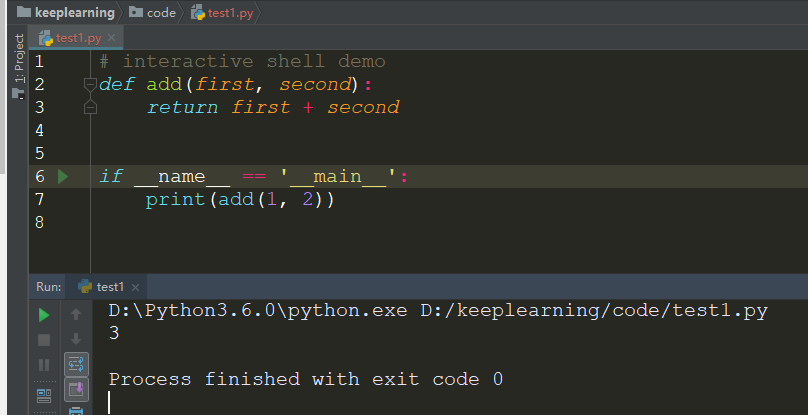 keeplearning code test1.py
test1.py ×
1: Project
1 # interactive shell demo
2 def add(first, second):
3     return first + second
4
5
6 if __name__ == '__main__':
7     print(add(1, 2))
8
Run: test1 ×
D:\Python3.6.0\python.exe D:/keeplearning/code/test1.py
3
Process finished with exit code 0